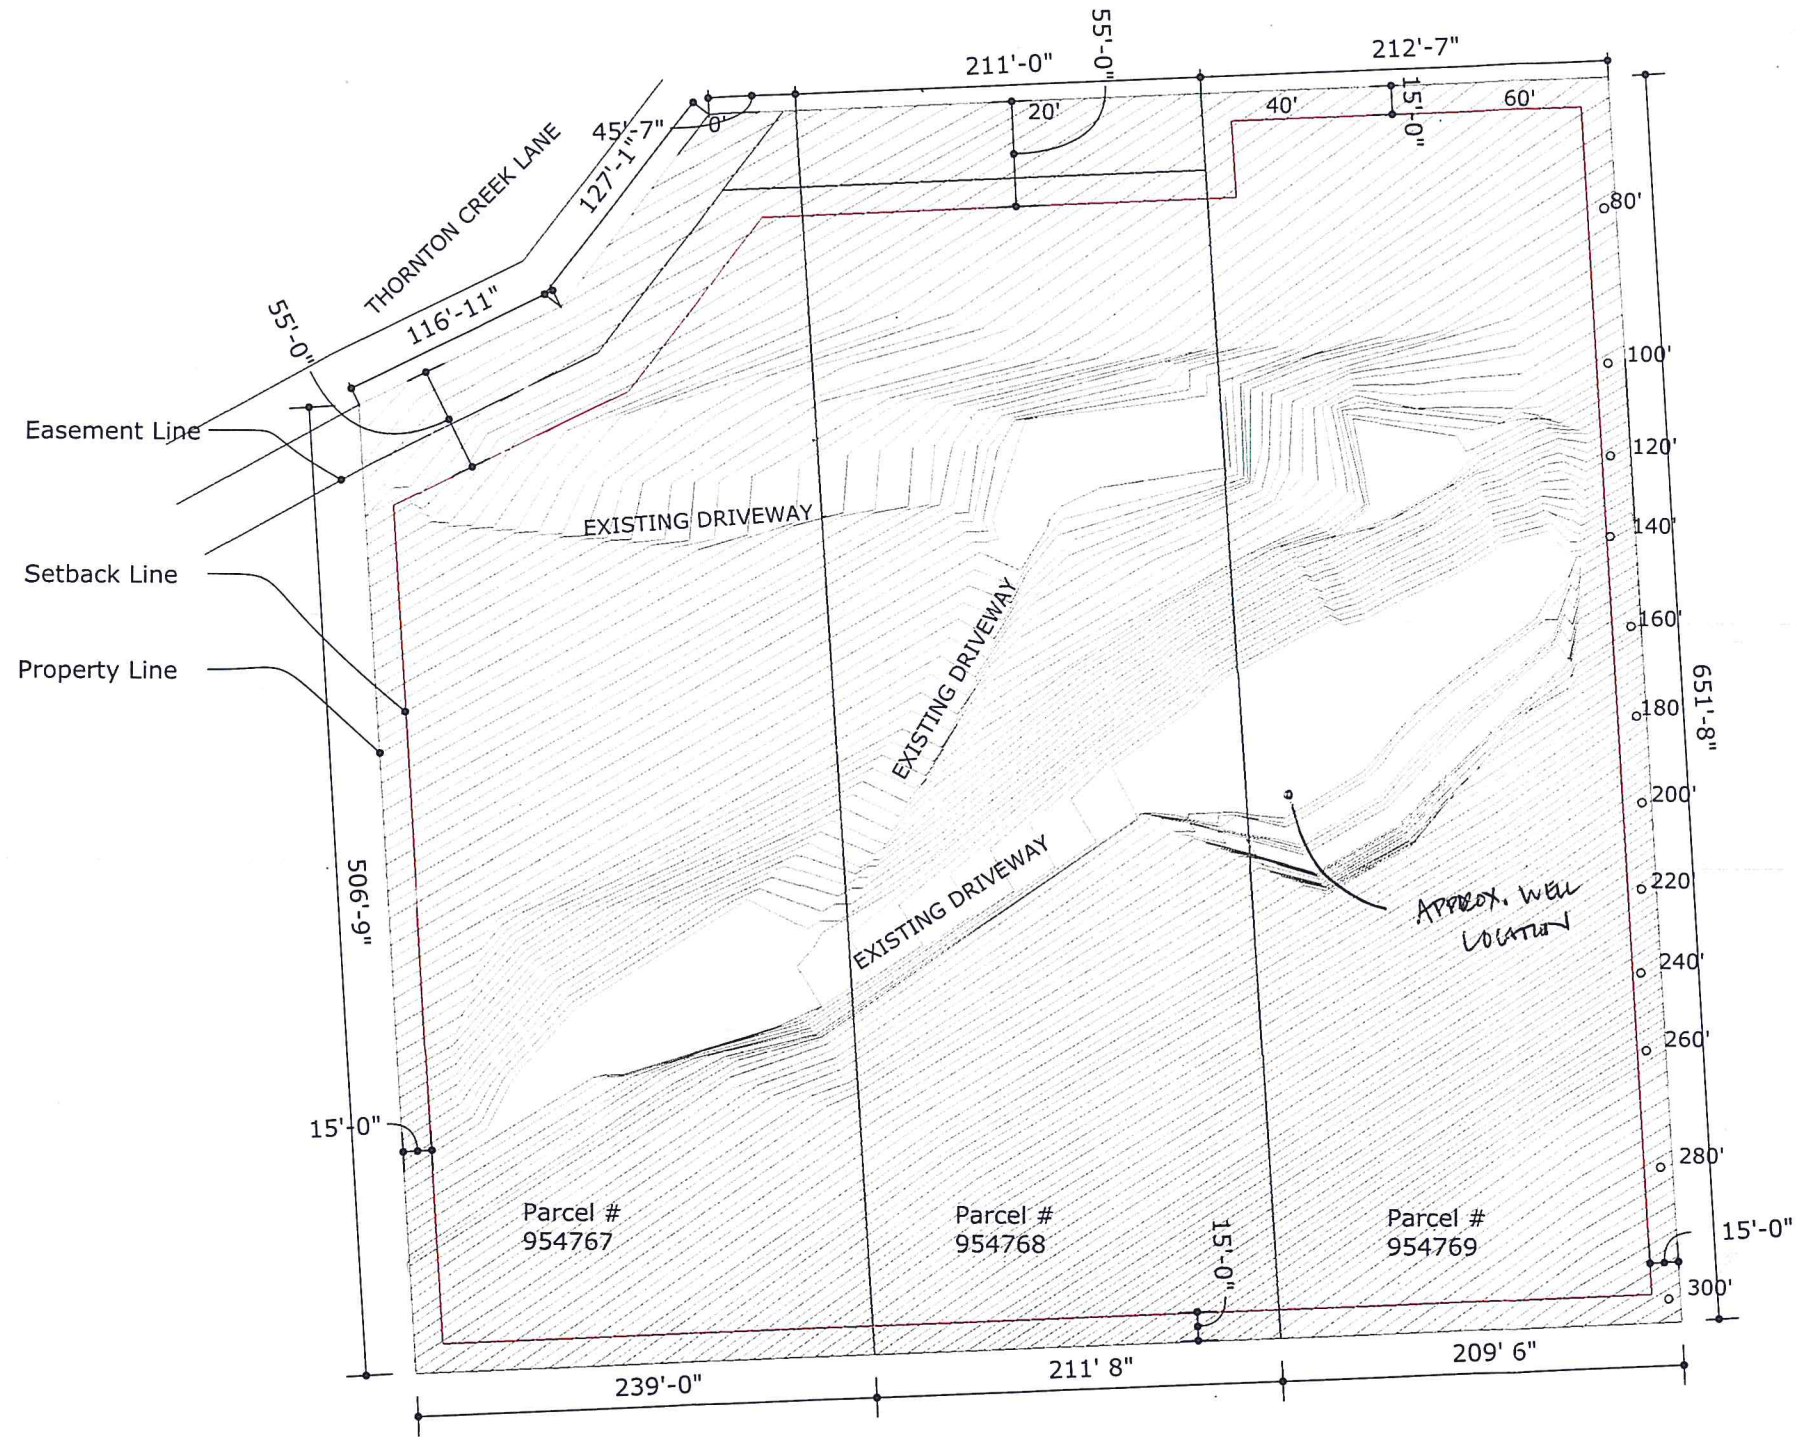 55'-0"
212'-7"
211'-0"
15'-0"
20'
40'
60'
45'-7"
0'
127'-1"
THORNTON CREEK LANE
80'
116'-11"
55'-0"
100'
Easement Line
120'
EXISTING DRIVEWAY
140'
Setback Line
EXISTING DRIVEWAY
160'
Property Line
651'-8"
180'
200'
EXISTING DRIVEWAY
220'
APPROX. WELL
LOCATION
506'-9"
240'
260'
15'-0"
280'
Parcel #
954767
Parcel #
954768
Parcel #
954769
15'-0"
15'-0"
300'
239'-0"
211' 8"
209' 6"